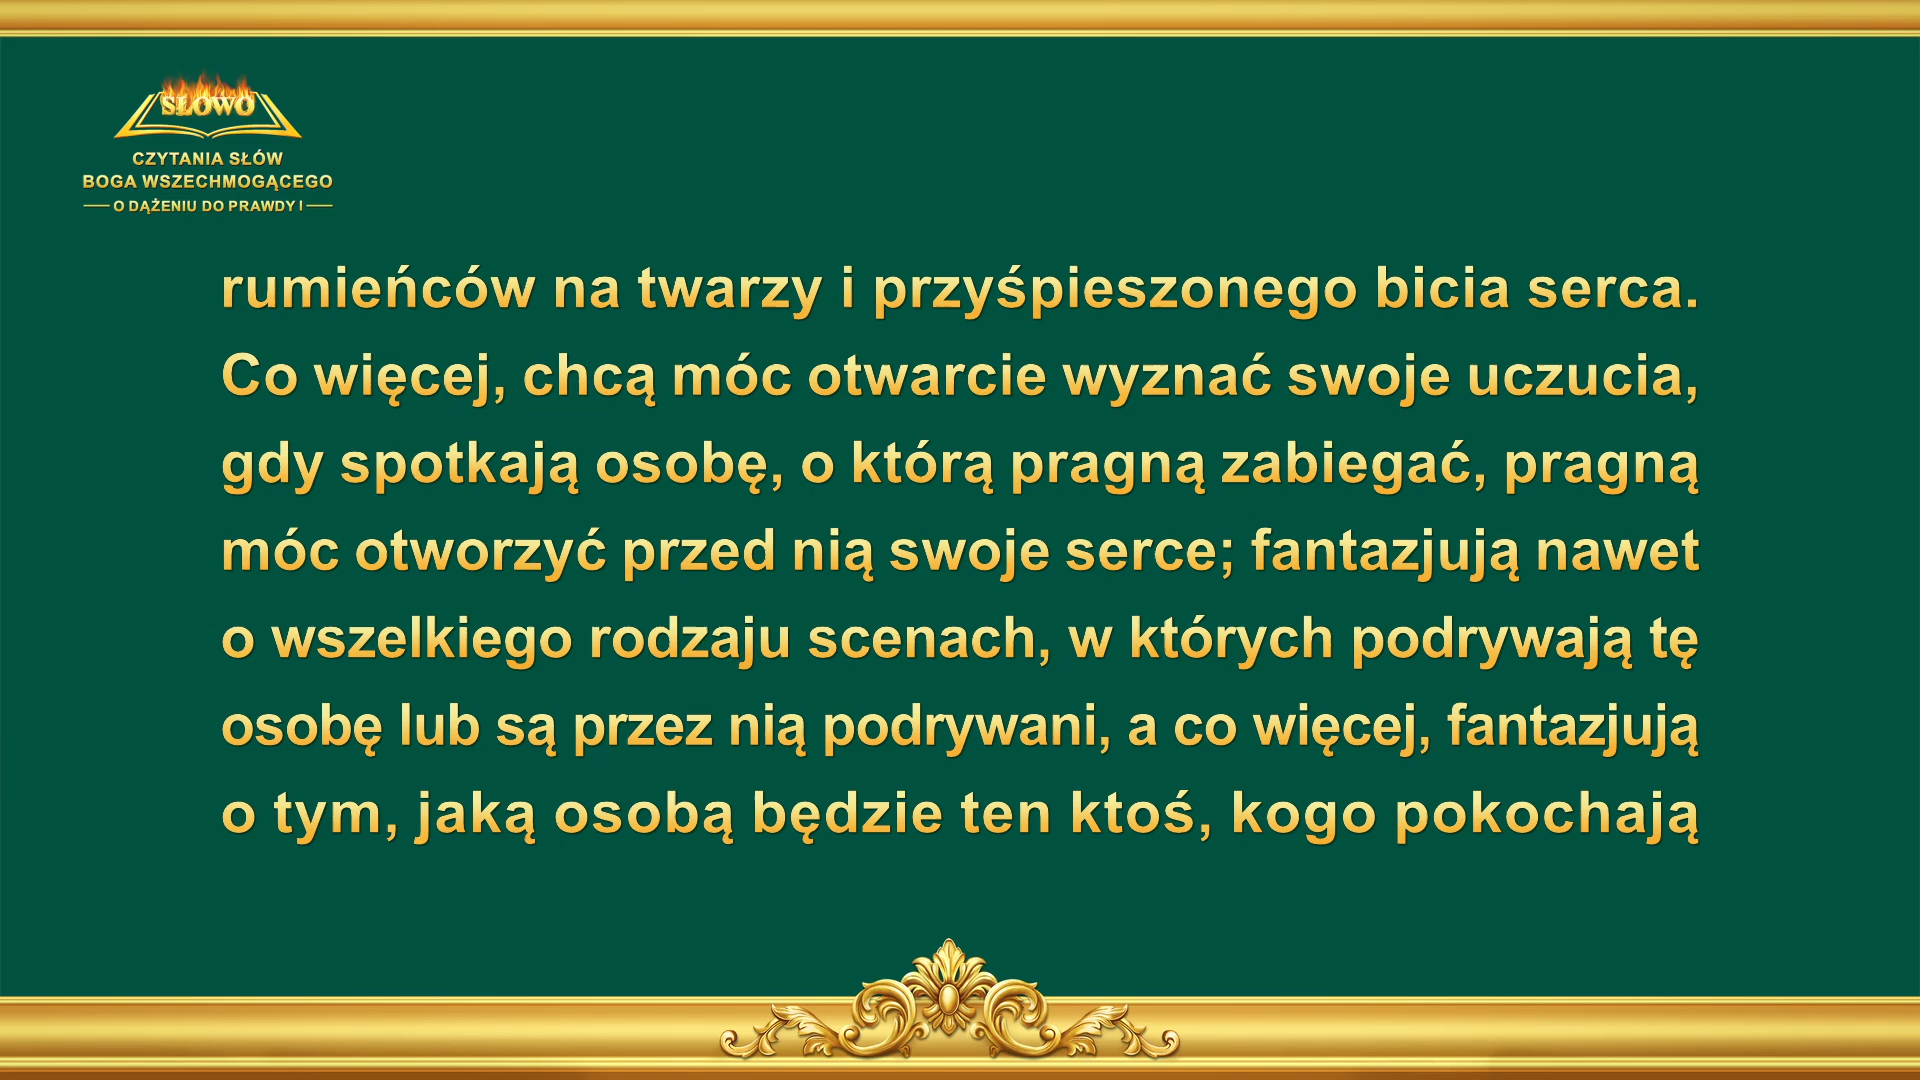 SŁOWO
CZYTANIA SŁÓW
BOGA WSZECHMOGĄCEGO
O DĄŻENIU DO PRAWDY I
rumieńców na twarzy i przyśpieszonego bicia serca.
Co więcej, chcą móc otwarcie wyznać swoje uczucia,
gdy spotkają osobę, o którą pragną zabiegać, pragną
móc otworzyć przed nią swoje serce; fantazjują nawet
o wszelkiego rodzaju scenach, w których podrywają tę
osobę lub są przez nią podrywani, a co więcej, fantazjują
o tym, jaką osobą będzie ten ktoś, kogo pokochają